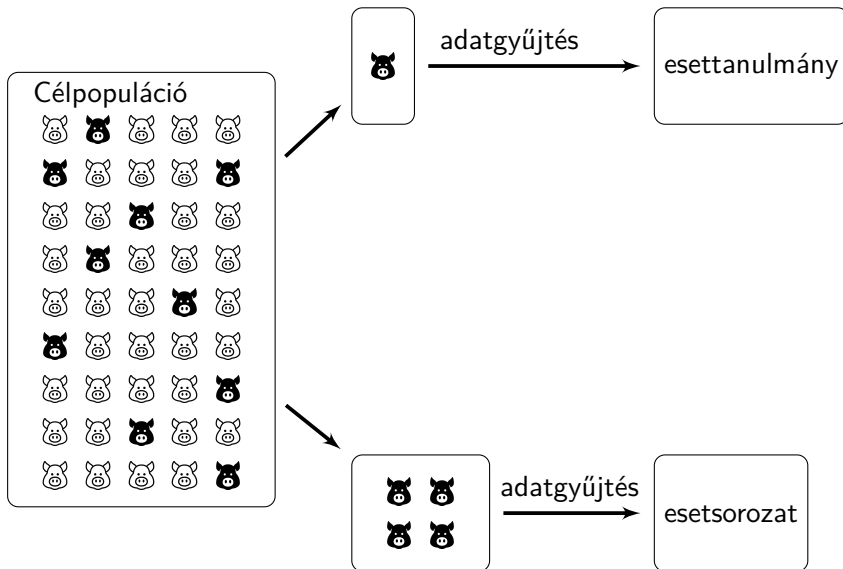 Célpopuláció
adatgyűjtés
esettanulmány
adatgyűjtés
esetsorozat